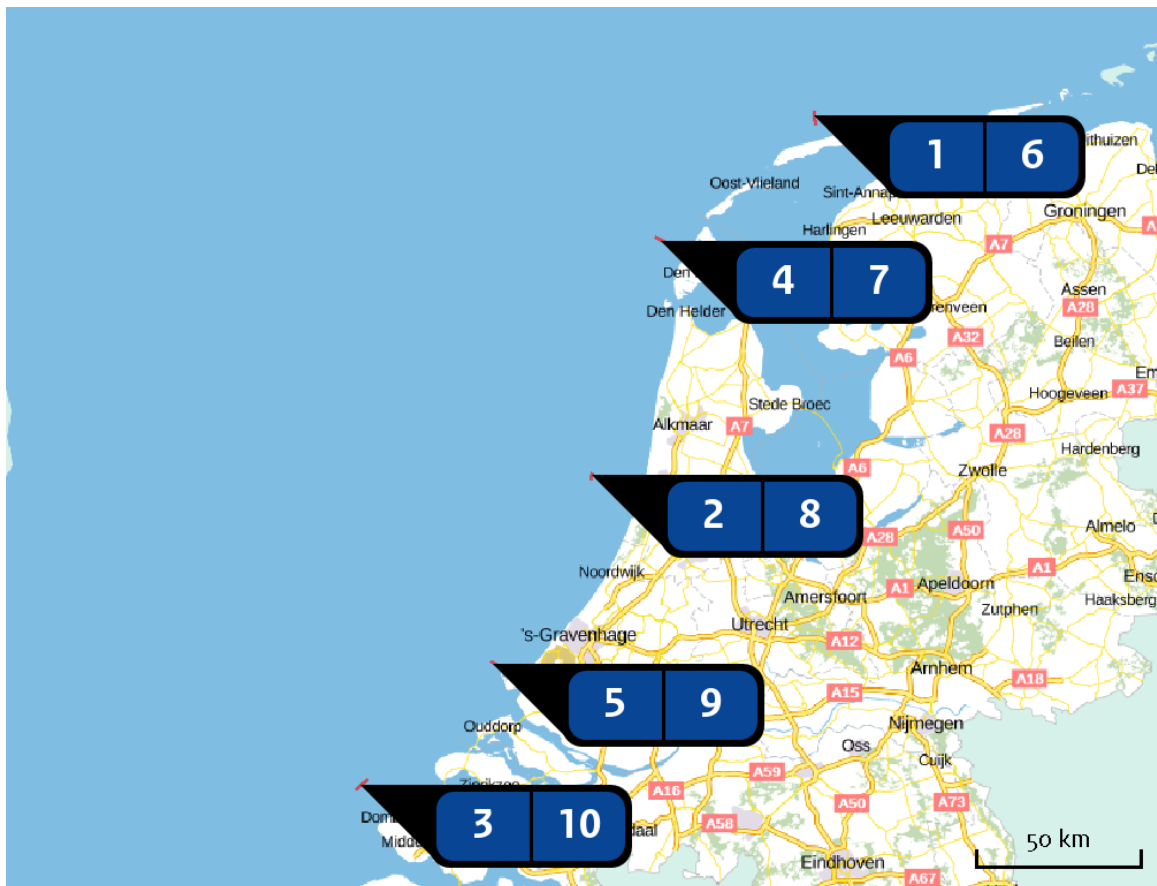 1 6
ithuizen
Oost-Vlieland
Sint-Annap
Groningen
Leeuwarden
Harlingen
A7
4 7
Assen
Den Helder
renveen
A28
A32
Beilen
A6
A37
Hoogeveen
Stede Broec
Alkmaar
A7
A28
Hardenberg
A6
Zwolle
2 8
Almelo
A28
A50
Noordwijk
A1
Apeldoorn
A1
Amersfoort
Haaksberg
Zutphen
's-Gravenhage
Utrecht
A12
Arnhem
A18
5 9
A15
Ouddorp
Nijmegen
Oss
Cuijk
A59
A16
A50
A73
3 10
daal
A58
50 km
Eindhoven
A67